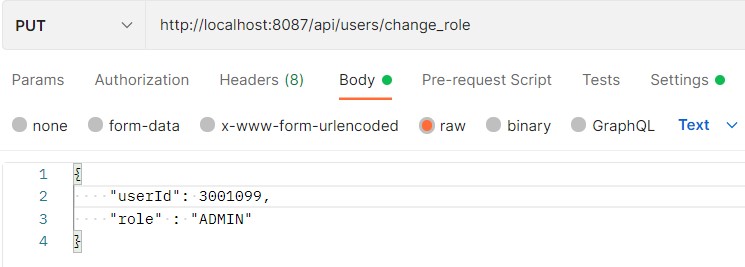 PUT http://localhost:8087/api/users/change_role
Params Authorization Headers (8) Body Pre-request Script Tests Settings
none form-data x-www-form-urlencoded raw binary GraphQL Text
1 {
2 "userId": 3001099,
3 "role" : "ADMIN"
4 }